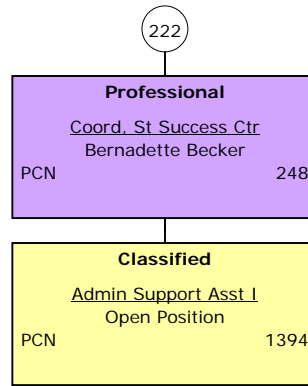 222
Professional
Coord, St Success Ctr
Bernadette Becker
PCN 248
Classified
Admin Support Asst I
Open Position
PCN 1394